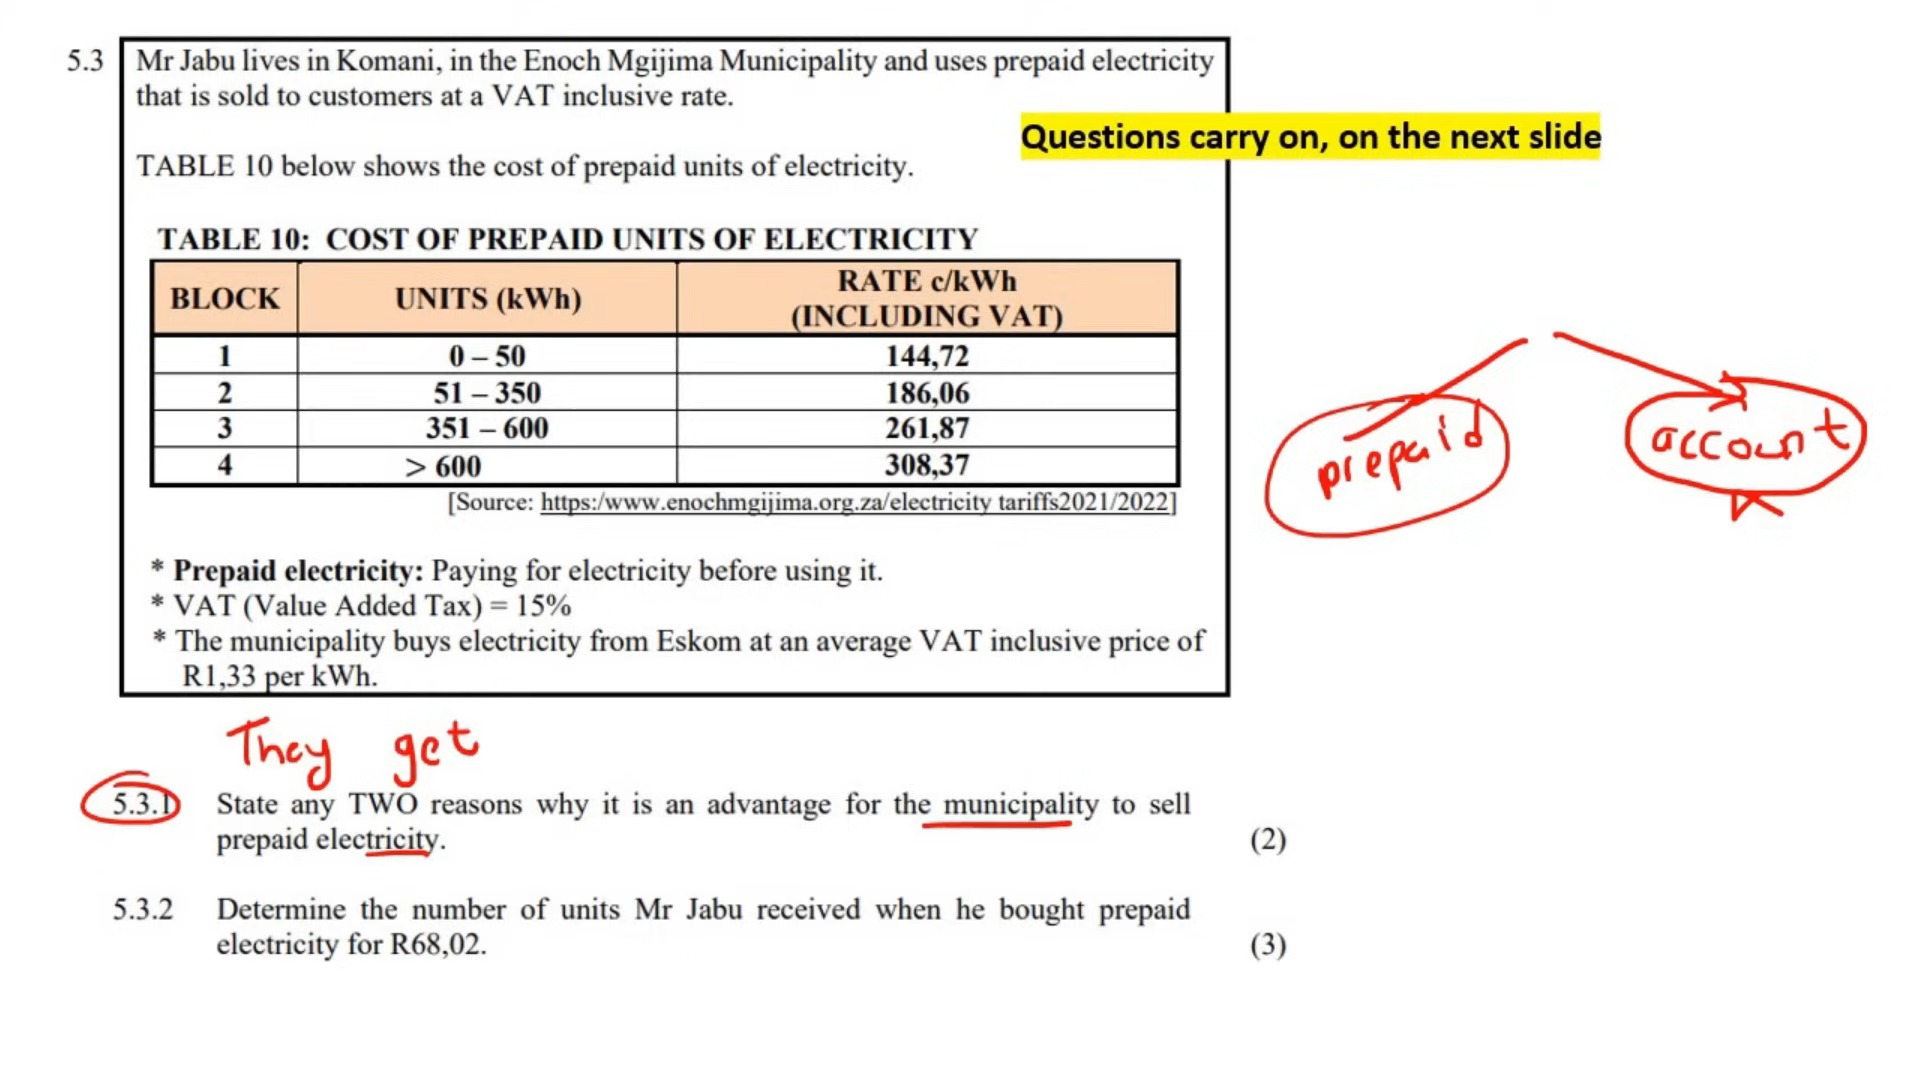 5.3 Mr Jabu lives in Komani, in the Enoch Mgijima Municipality and uses prepaid electricity
that is sold to customers at a VAT inclusive rate.
Questions carry on, on the next slide
TABLE 10 below shows the cost of prepaid units of electricity.
TABLE 10: COST OF PREPAID UNITS OF ELECTRICITY
BLOCK UNITS (kWh) RATE c/kWh
(INCLUDING VAT)
1 0 – 50 144,72
2 51 – 350 186,06
3 351 – 600 261,87
4 > 600 308,37
prepaid account
[Source: https:/www.enochmgijima.org.za/electricity tariffs2021/2022]
* Prepaid electricity: Paying for electricity before using it.
* VAT (Value Added Tax) = 15%
* The municipality buys electricity from Eskom at an average VAT inclusive price of
R1,33 per kWh.
They get
5.3.1 State any TWO reasons why it is an advantage for the municipality to sell
prepaid electricity. (2)
5.3.2 Determine the number of units Mr Jabu received when he bought prepaid
electricity for R68,02. (3)